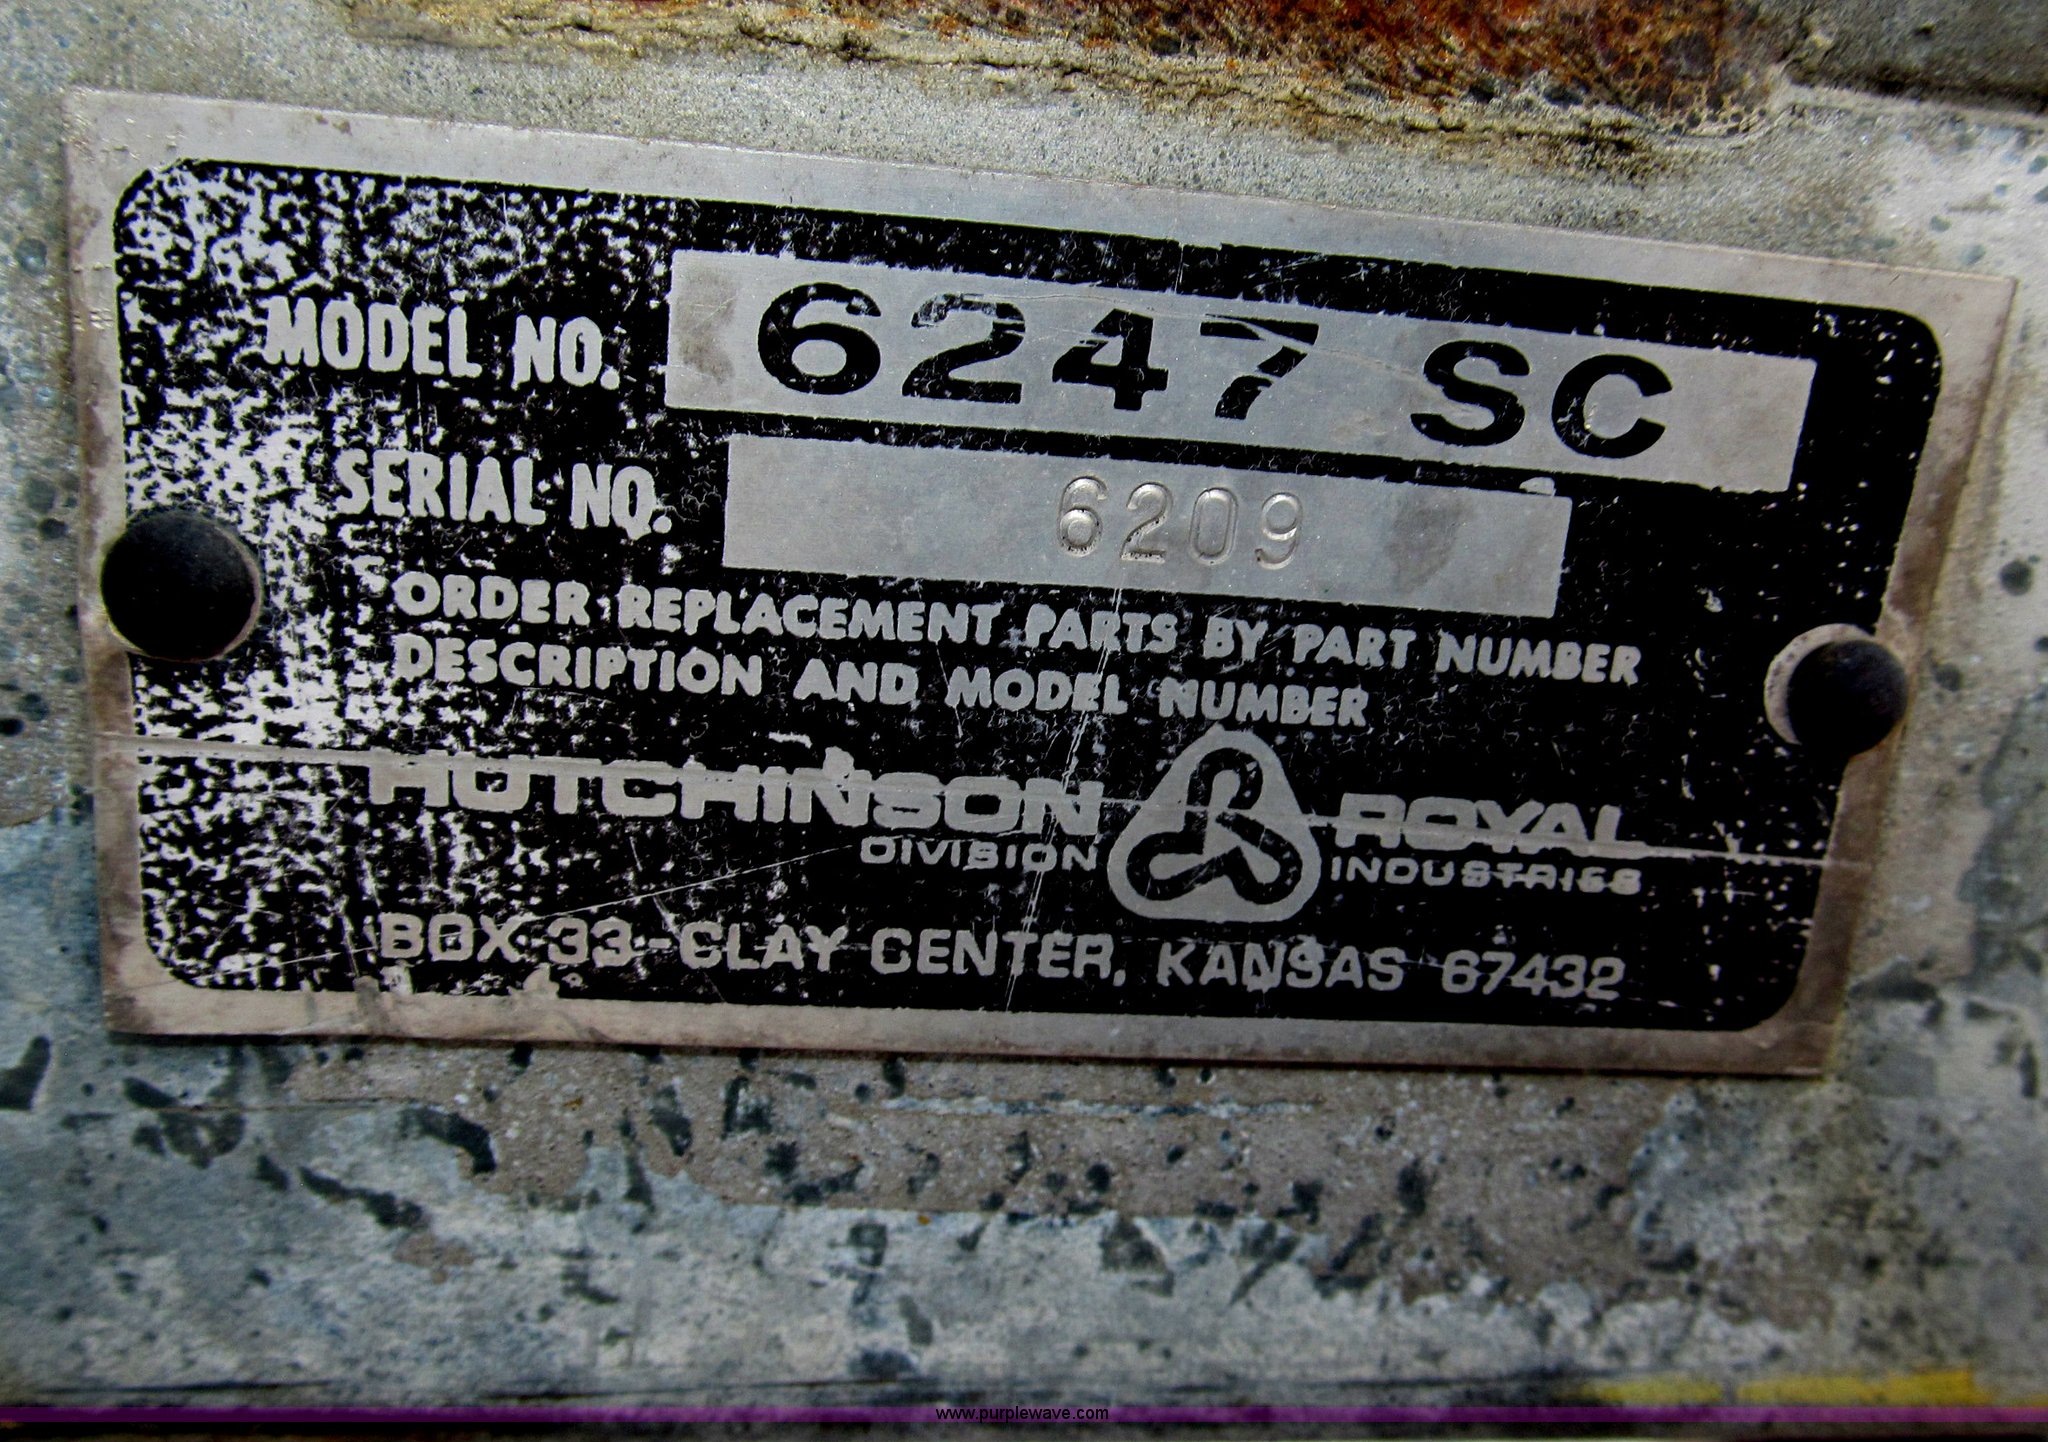 MODEL NO. 6247 SC
SERIAL NO. 6209
ORDER REPLACEMENT PARTS BY PART NUMBER
DESCRIPTION AND MODEL NUMBER
HUTCHINSON ROYAL
DIVISION INDUSTRIES
BOX 33-CLAY CENTER, KANSAS 67432
www.purplewave.com